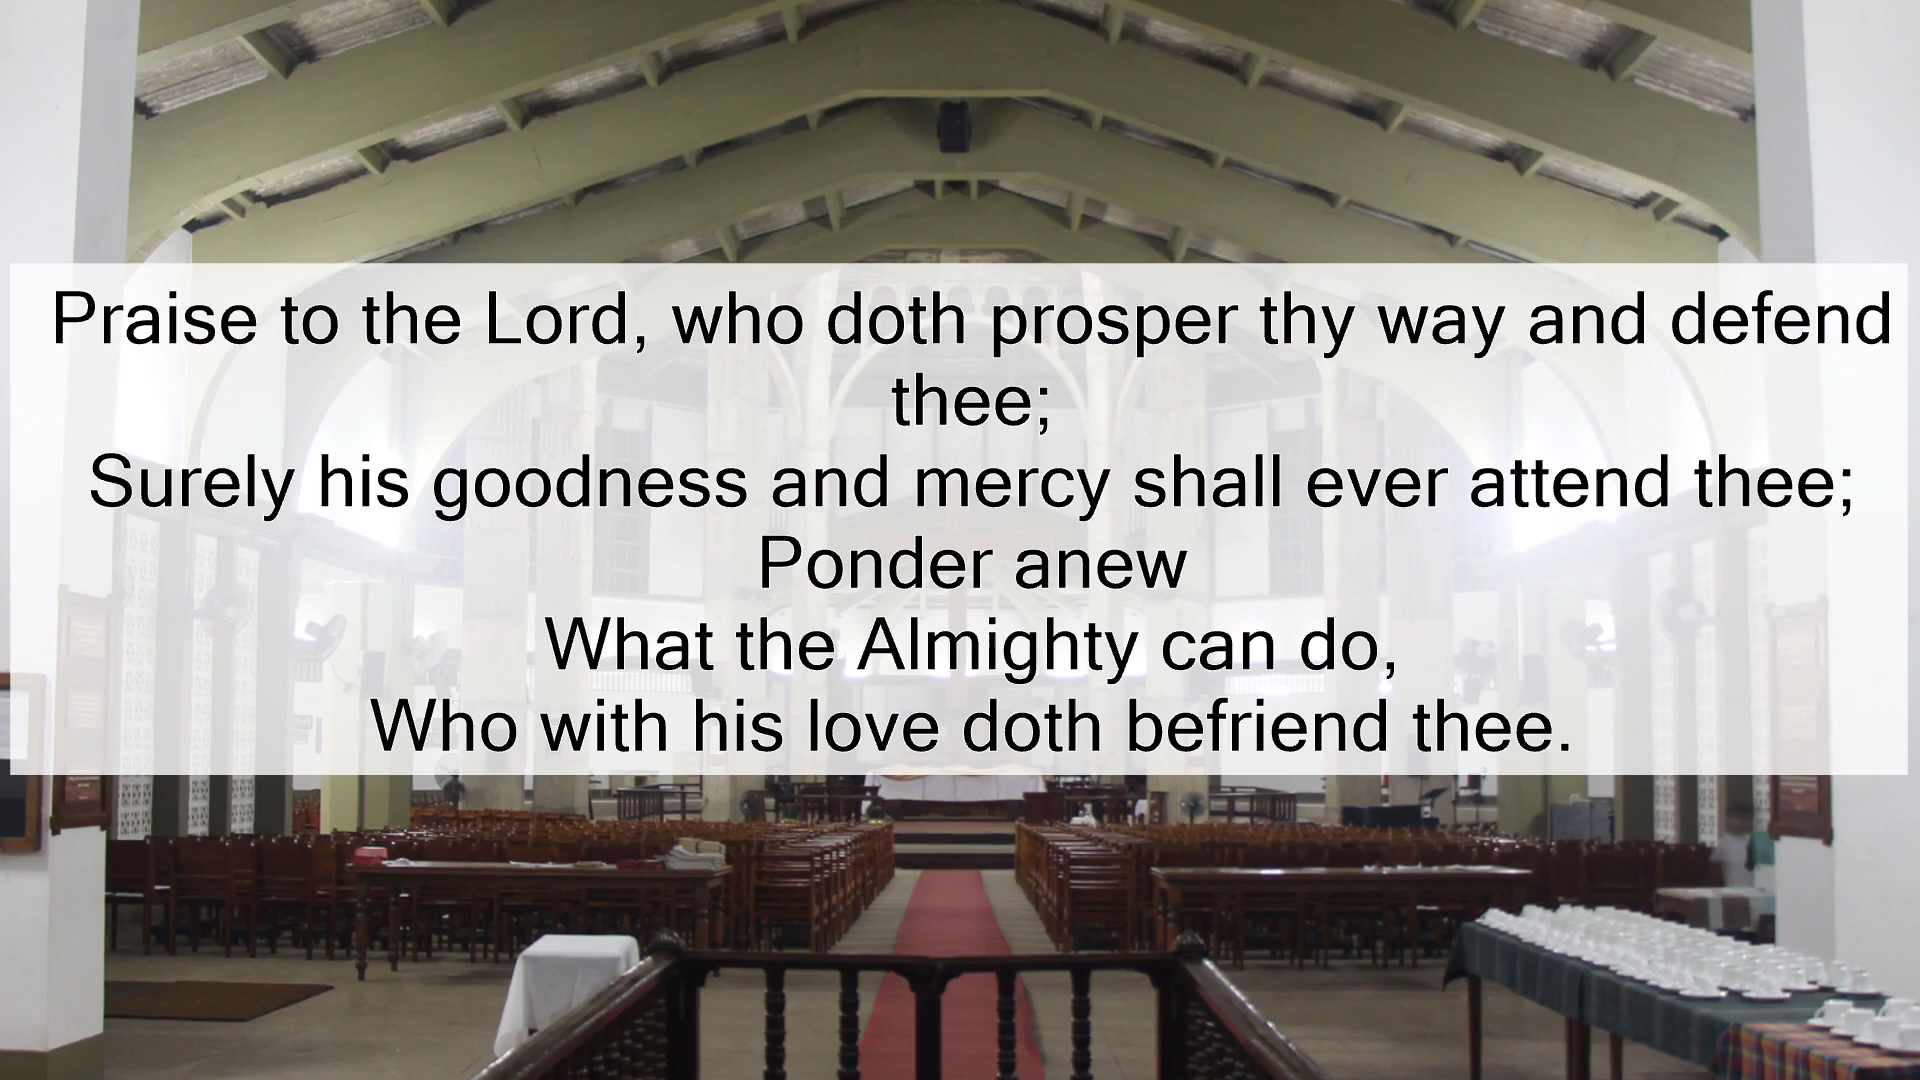 Praise to the Lord, who doth prosper thy way and defend
thee;
Surely his goodness and mercy shall ever attend thee;
Ponder anew
What the Almighty can do,
Who with his love doth befriend thee.